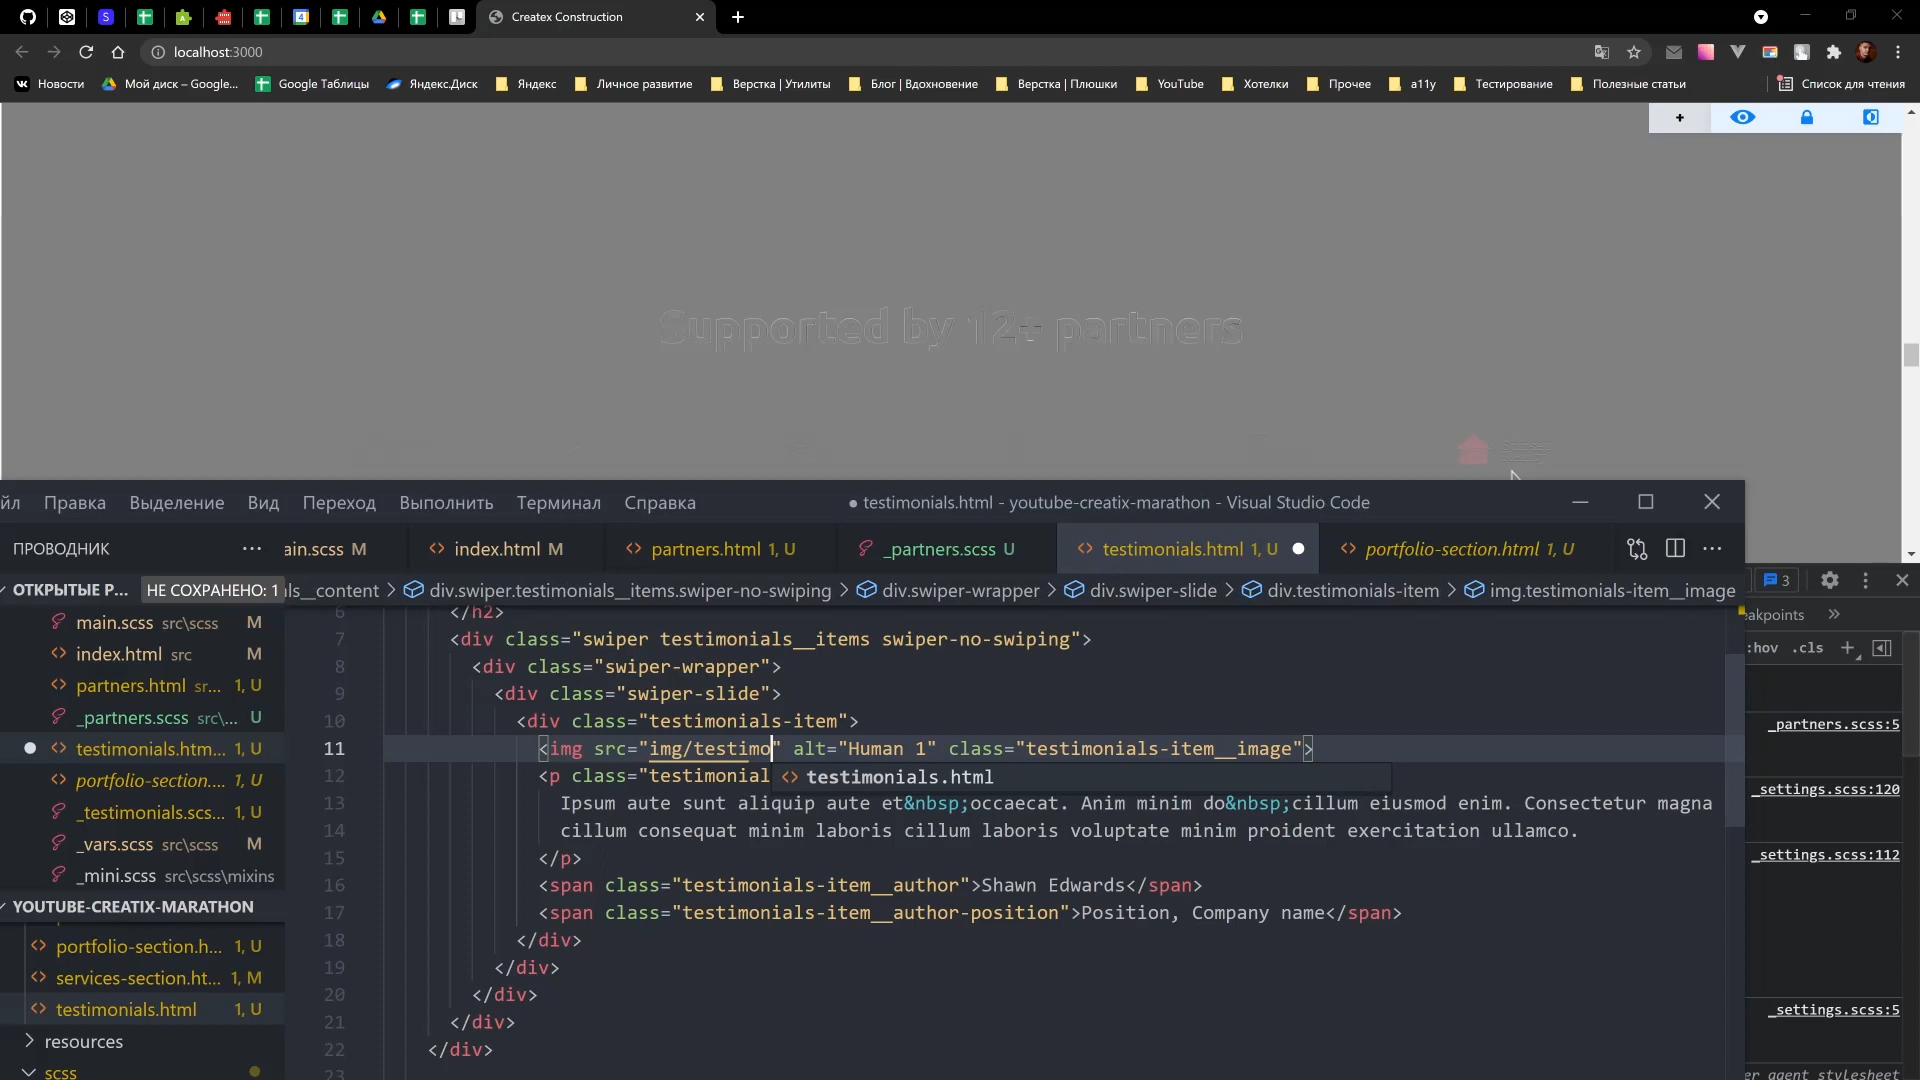 Createx Construction
localhost:3000
Новости
Мой диск – Google...
Google Таблицы
Яндекс.Диск
Яндекс
Личное развитие
Верстка | Утилиты
Блог | Вдохновение
Верстка | Плюшки
YouTube
Хотелки
Прочее
a11y
Тестирование
Полезные статьи
Список для чтения
+
Supported by 12+ partners
йл Правка Выделение Вид Переход Выполнить Терминал Справка
● testimonials.html - youtube-creatix-marathon - Visual Studio Code
ПРОВОДНИК ...
ain.scss M
index.html M
partners.html 1, U
_partners.scss U
testimonials.html 1, U
portfolio-section.html 1, U
ОТКРЫТЫЕ Р...
НЕ СОХРАНЕНО: 1
ls__content > div.swiper.testimonials__items.swiper-no-swiping > div.swiper-wrapper > div.swiper-slide > div.testimonials-item > img.testimonials-item__image
main.scss src\scss M
index.html src M
partners.html sr... 1, U
_partners.scss src\... U
testimonials.htm... 1, U
portfolio-section.... 1, U
_testimonials.scs... U
_vars.scss src\scss M
_mini.scss src\scss\mixins
YOUTUBE-CREATIX-MARATHON
portfolio-section.h... 1, U
services-section.ht... 1, M
testimonials.html 1, U
resources
scss
6 </h2>
7 <div class="swiper testimonials__items swiper-no-swiping">
8 <div class="swiper-wrapper">
9 <div class="swiper-slide">
10 <div class="testimonials-item">
11 <img src="img/testimo" alt="Human 1" class="testimonials-item__image">
12 <p class="testimonial
testimonials.html
13 Ipsum aute sunt aliquip aute et&nbsp;occaecat. Anim minim do&nbsp;cillum eiusmod enim. Consectetur magna
14 cillum consequat minim laboris cillum laboris voluptate minim proident exercitation ullamco.
15 </p>
16 <span class="testimonials-item__author">Shawn Edwards</span>
17 <span class="testimonials-item__author-position">Position, Company name</span>
18 </div>
19 </div>
20 </div>
21 </div>
22 </div>
23
3
eakpoints
:hov .cls
_partners.scss:5
_settings.scss:120
_settings.scss:112
_settings.scss:5
er agent stylesheet